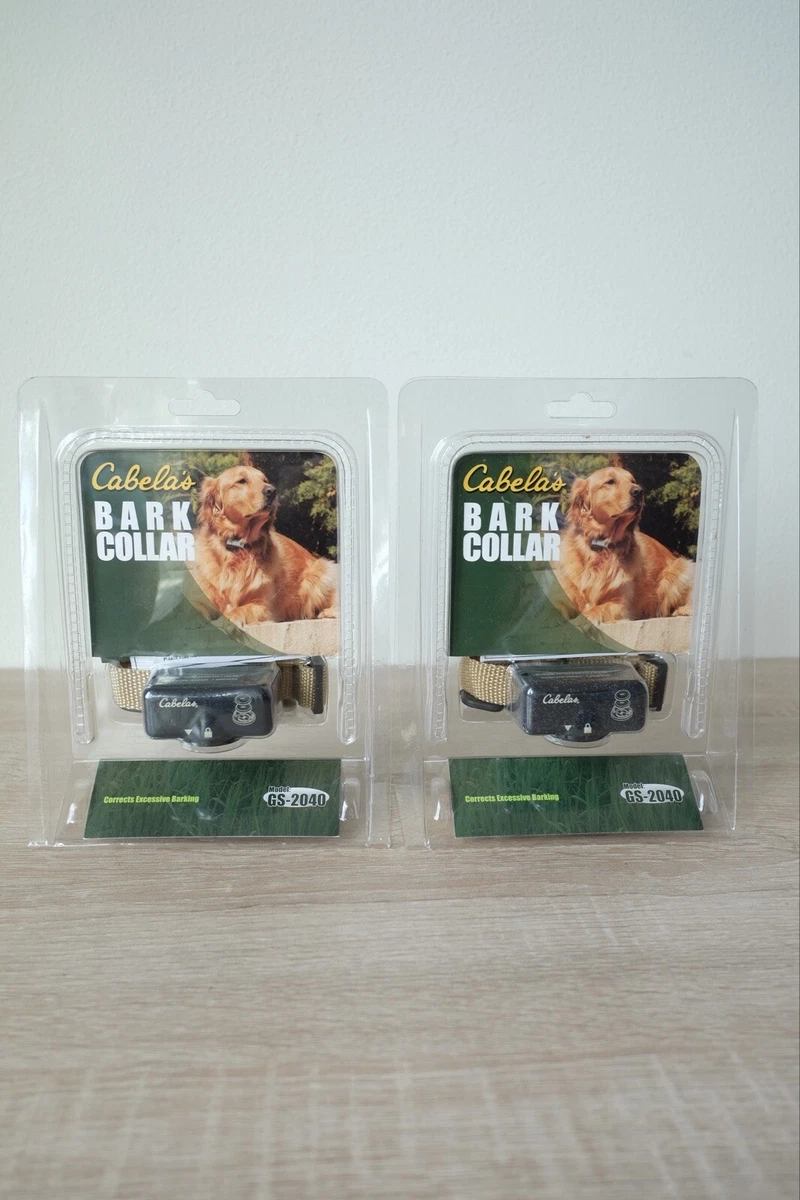 Cabela's
BARK
COLLAR
Cabela's
Corrects Excessive Barking
Model:
GS-2040
Cabela's
BARK
COLLAR
Cabela's
Corrects Excessive Barking
Model:
GS-2040